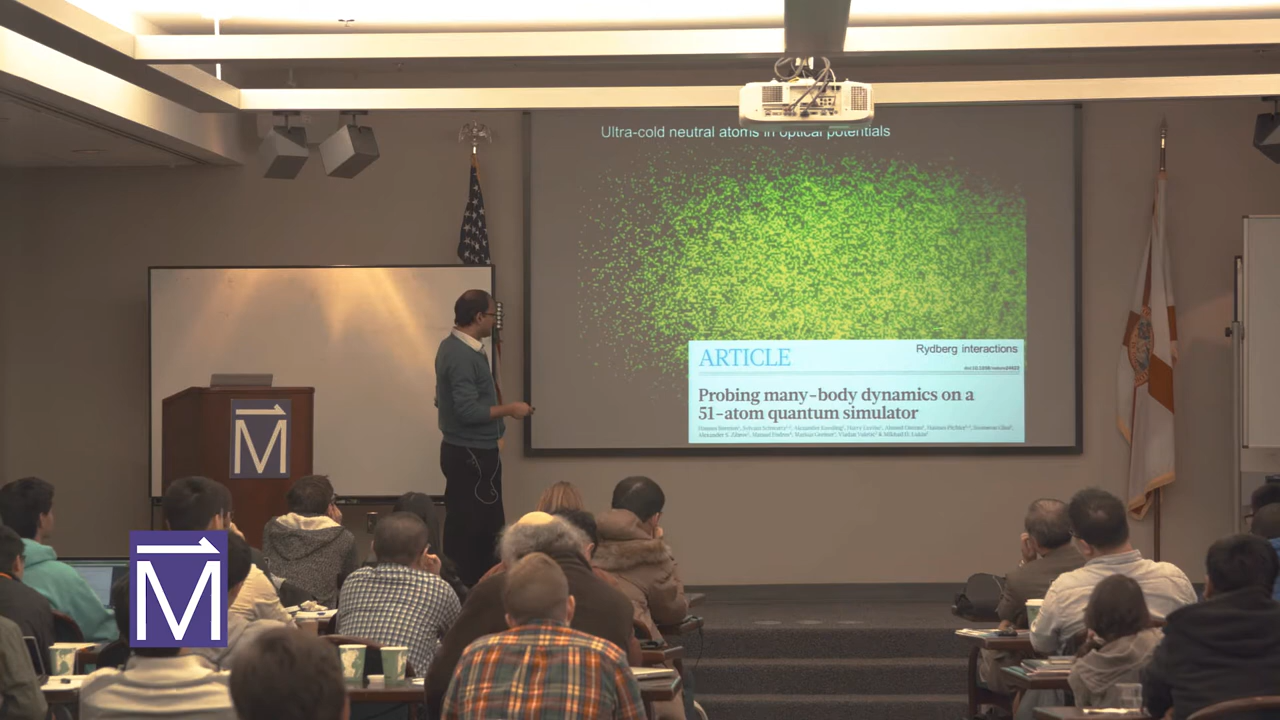 Ultra-cold neutral atoms in optical potentials
ARTICLE
Rydberg interactions
Probing many-body dynamics on a
51-atom quantum simulator
M
M